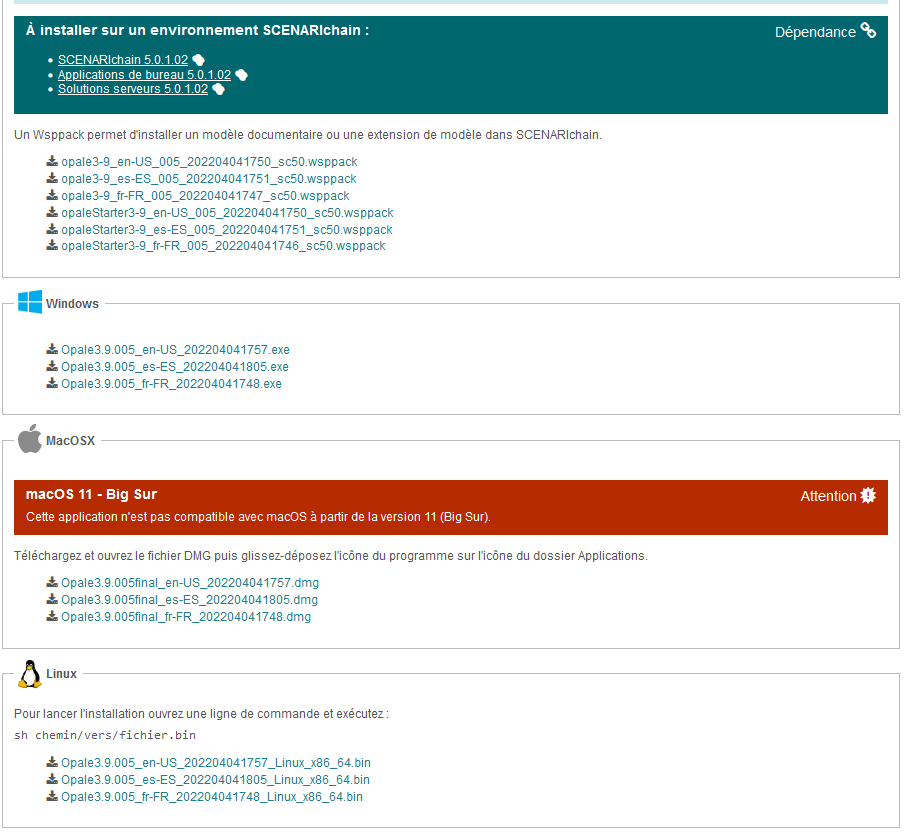 À installer sur un environnement SCENARIchain :
Dépendance
SCENARIchain 5.0.1.02
Applications de bureau 5.0.1.02
Solutions serveurs 5.0.1.02
Un Wsppack permet d'installer un modèle documentaire ou une extension de modèle dans SCENARIchain.
opale3-9_en-US_005_202204041750_sc50.wsppack
opale3-9_es-ES_005_202204041751_sc50.wsppack
opale3-9_fr-FR_005_202204041747_sc50.wsppack
opaleStarter3-9_en-US_005_202204041750_sc50.wsppack
opaleStarter3-9_es-ES_005_202204041751_sc50.wsppack
opaleStarter3-9_fr-FR_005_202204041746_sc50.wsppack
Windows
Opale3.9.005_en-US_202204041757.exe
Opale3.9.005_es-ES_202204041805.exe
Opale3.9.005_fr-FR_202204041748.exe
MacOSX
macOS 11 - Big Sur
Attention
Cette application n'est pas compatible avec macOS à partir de la version 11 (Big Sur).
Téléchargez et ouvrez le fichier DMG puis glissez-déposez l'icône du programme sur l'icône du dossier Applications.
Opale3.9.005final_en-US_202204041757.dmg
Opale3.9.005final_es-ES_202204041805.dmg
Opale3.9.005final_fr-FR_202204041748.dmg
Linux
Pour lancer l'installation ouvrez une ligne de commande et exécutez :
sh chemin/vers/fichier.bin
Opale3.9.005_en-US_202204041757_Linux_x86_64.bin
Opale3.9.005_es-ES_202204041805_Linux_x86_64.bin
Opale3.9.005_fr-FR_202204041748_Linux_x86_64.bin